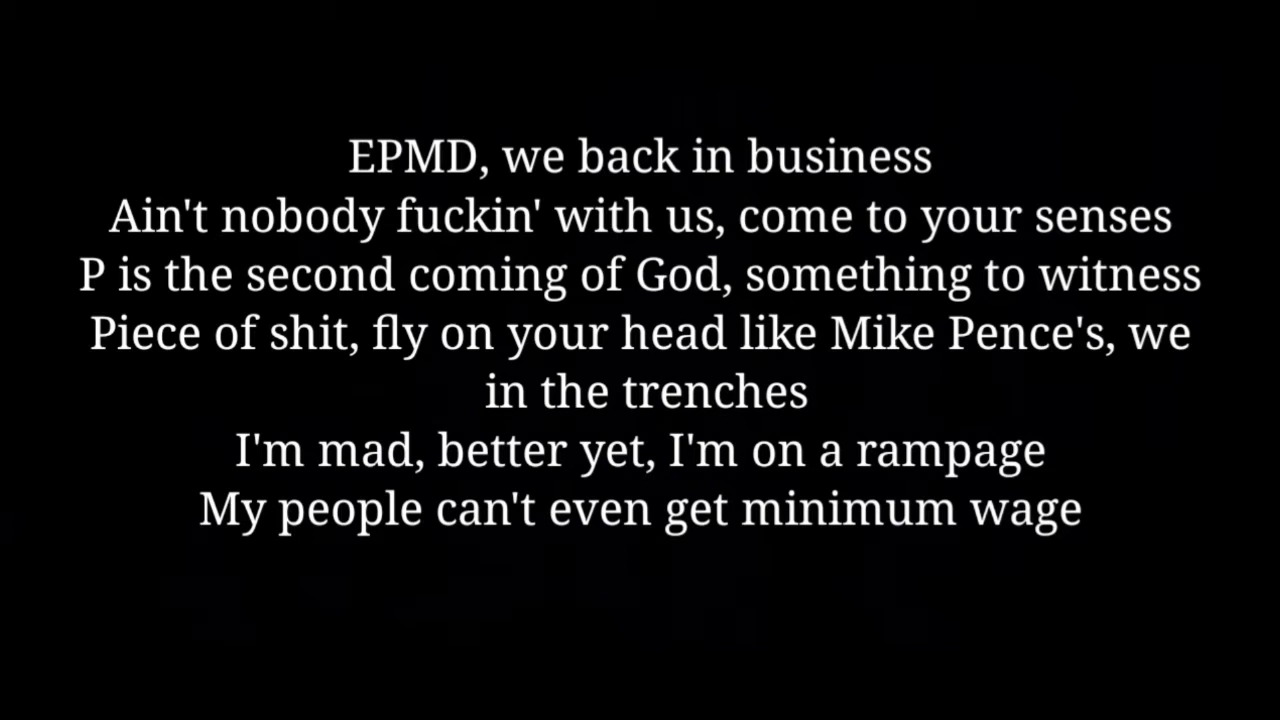 EPMD, we back in business
Ain't nobody fuckin' with us, come to your senses
P is the second coming of God, something to witness
Piece of shit, fly on your head like Mike Pence's, we
in the trenches
I'm mad, better yet, I'm on a rampage
My people can't even get minimum wage